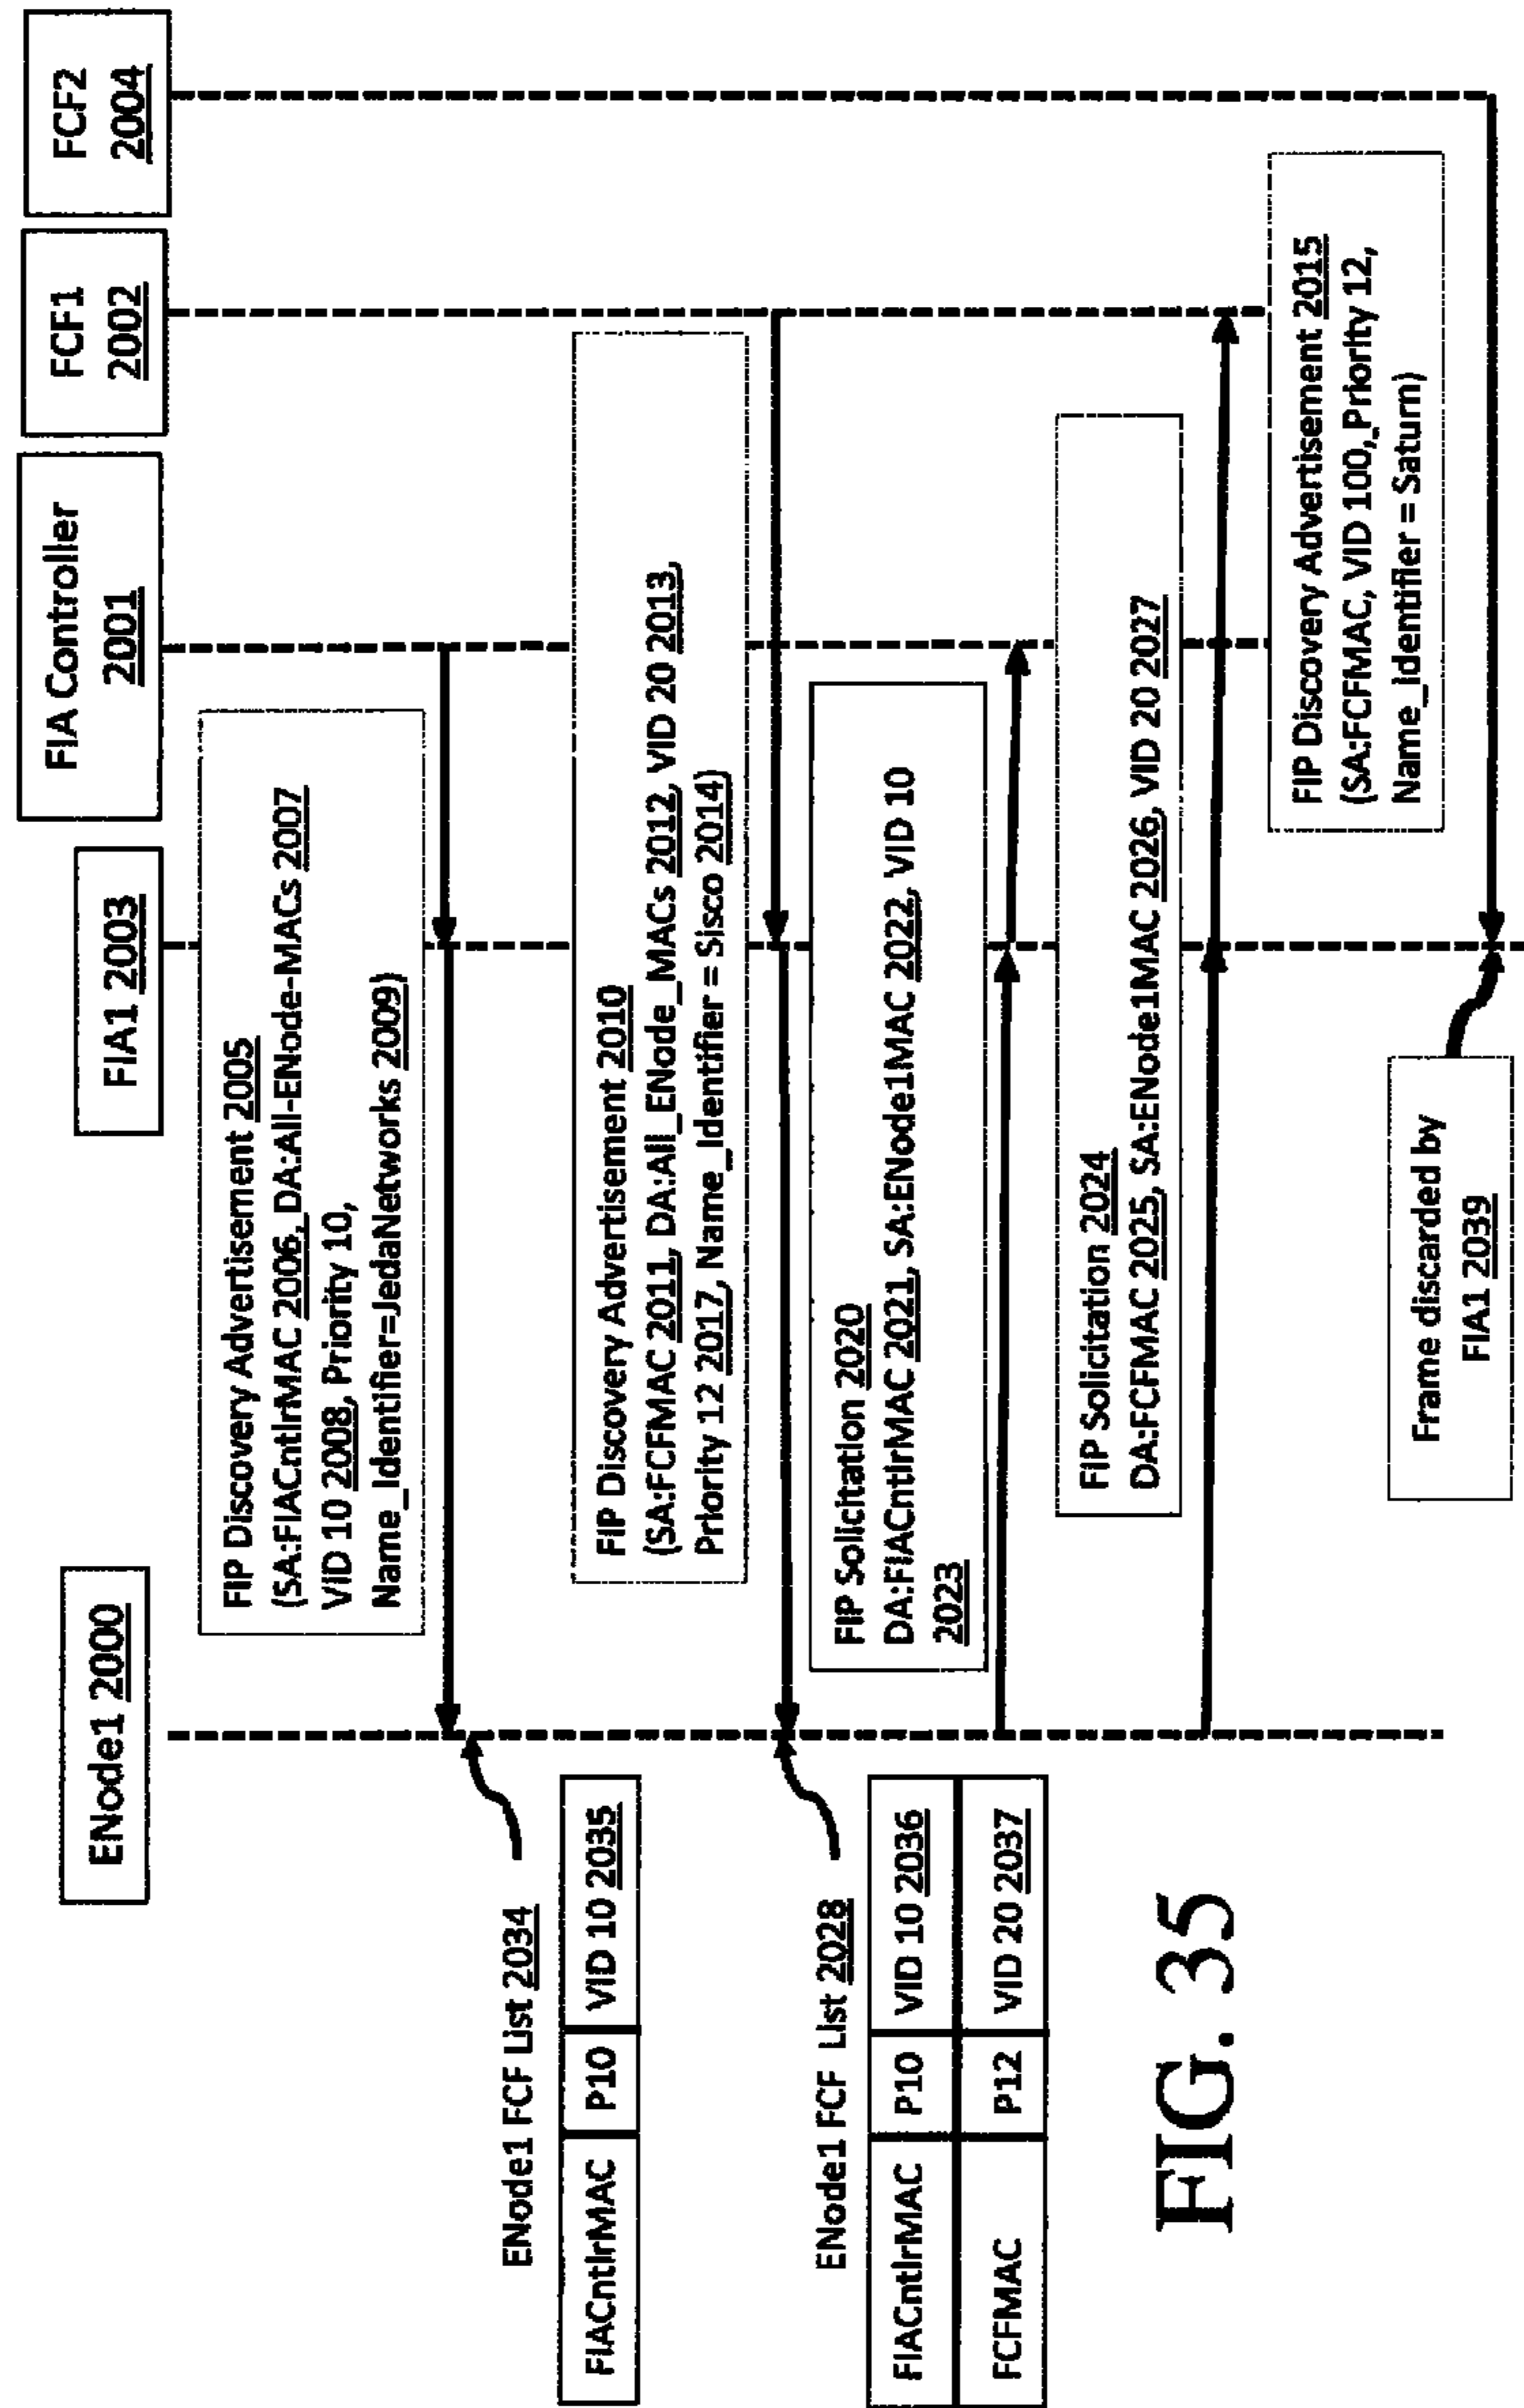 ENode1 2000
FIA1 2003
FIA Controller
2001
FCF1
2002
FCF2
2004
FIP Discovery Advertisement 2005
(SA:FIACntlrMAC 2006, DA:All-ENode-MACs 2007
VID 10 2008, Priority 10,
Name_Identifier=JedaNetworks 2009)
ENode1 FCF List 2034
FIACntlrMAC P10 VID 10 2035
FIP Discovery Advertisement 2010
(SA:FCFMAC 2011, DA:All_ENode_MACs 2012, VID 20 2013,
Priority 12 2017, Name_Identifier = Sisco 2014)
ENode1 FCF List 2028
FIACntlrMAC P10 VID 10 2036
FCFMAC P12 VID 20 2037
FIP Solicitation 2020
DA:FIACntlrMAC 2021, SA:ENode1MAC 2022, VID 10
2023
FIP Solicitation 2024
DA:FCFMAC 2025, SA:ENode1MAC 2026, VID 20 2027
FIP Discovery Advertisement 2015
(SA:FCFMAC, VID 100, Priority 12,
Name_Identifier = Saturn)
Frame discarded by
FIA1 2039
FIG. 35